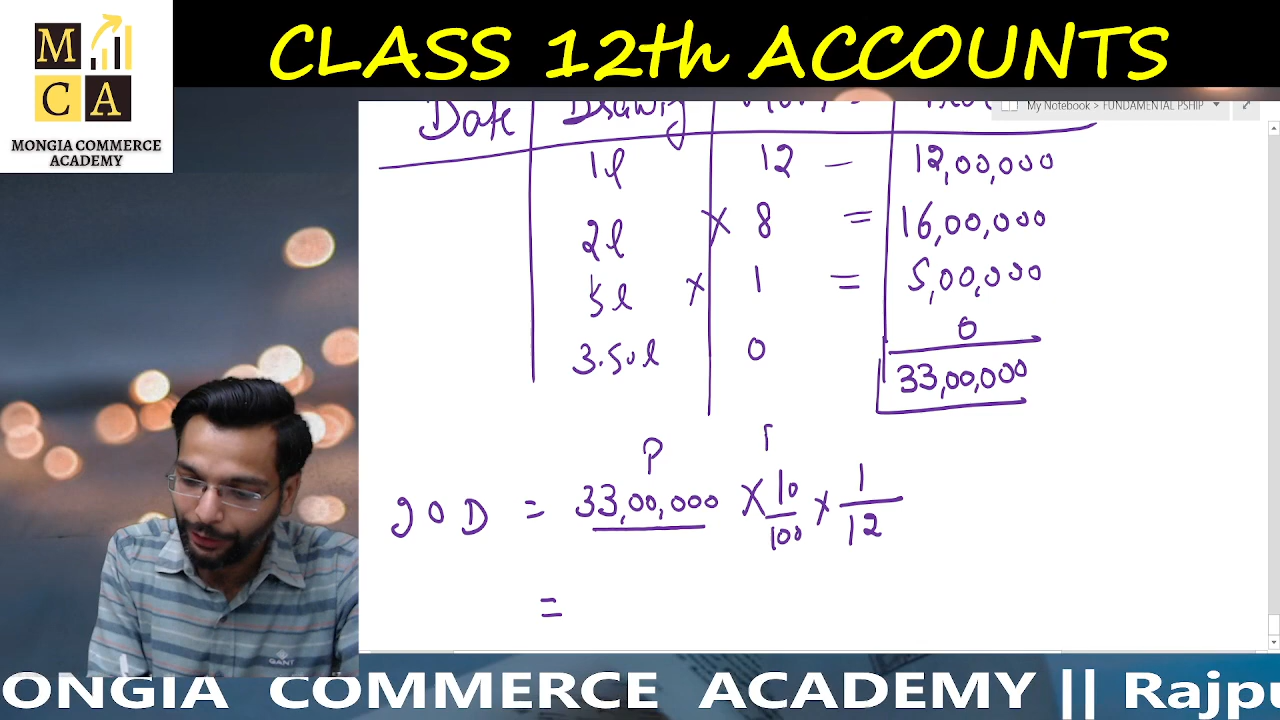 CLASS 12th ACCOUNTS
M
C A
MONGIA COMMERCE
ACADEMY
My Notebook > FUNDAMENTAL PSHIP
Date
1l 12 — 12,00,000
2l × 8 = 16,00,000
5l × 1 = 5,00,000
3.50l 0 0
33,00,000
P r
IOD = 33,00,000 × 10/100 × 1/12
=
GANT
ONGIA COMMERCE ACADEMY || Rajpu